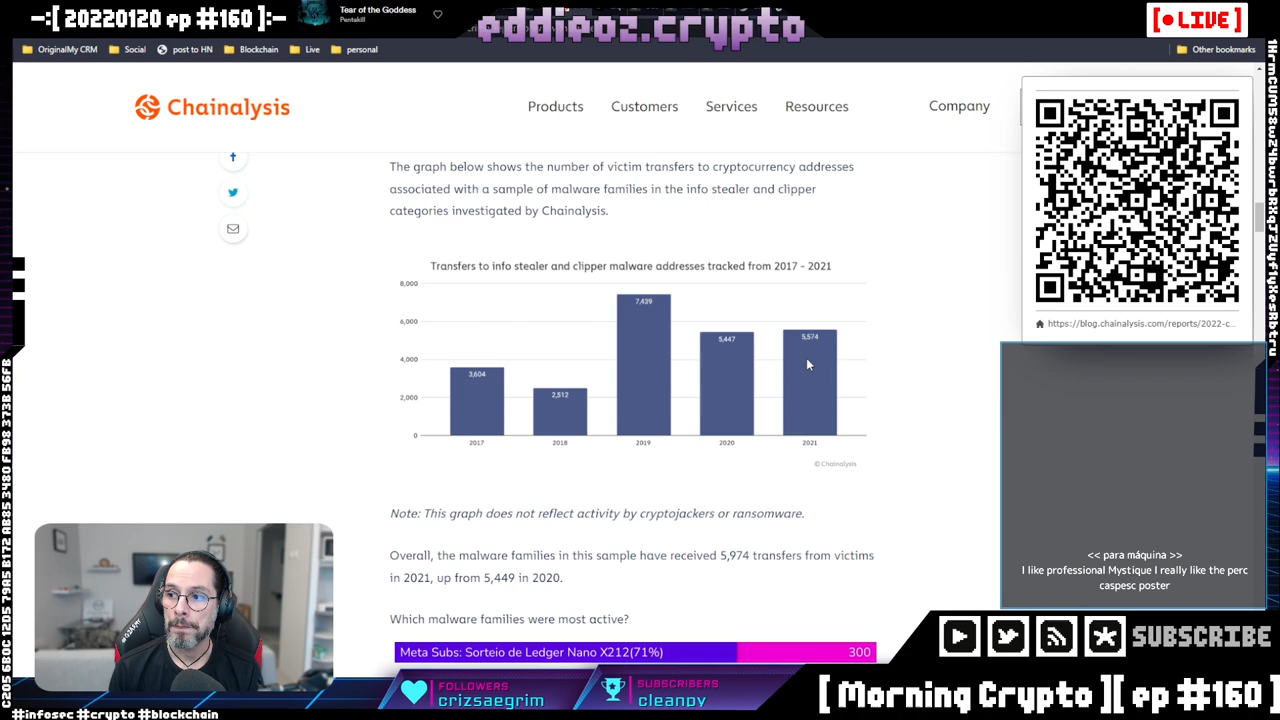 —:[ 20220120 ep #160 ]:—
Tear of the Goddess
Pentakill
eddieoz.crypto
[● LIVE ]
OriginalMy CRM
Social
post to HN
Blockchain
Live
personal
Other bookmarks
Chainalysis
Products
Customers
Services
Resources
Company
The graph below shows the number of victim transfers to cryptocurrency addresses
associated with a sample of malware families in the info stealer and clipper
categories investigated by Chainalysis.
Transfers to info stealer and clipper malware addresses tracked from 2017 - 2021
8,000
6,000
4,000
2,000
0
3,604
2,512
7,439
5,447
5,574
2017
2018
2019
2020
2021
© Chainalysis
Note: This graph does not reflect activity by cryptojackers or ransomware.
Overall, the malware families in this sample have received 5,974 transfers from victims
in 2021, up from 5,449 in 2020.
Which malware families were most active?
https://blog.chainalysis.com/reports/2022-c...
<< para máquina >>
I like professional Mystique I really like the perc
caspesc poster
Meta Subs: Sorteio de Ledger Nano X
212(71%)
300
FOLLOWERS
crizsaegrim
SUBSCRIBERS
cleanpy
SUBSCRIBE
[ Morning Crypto ][ ep #160 ]
#infosec #crypto #blockchain